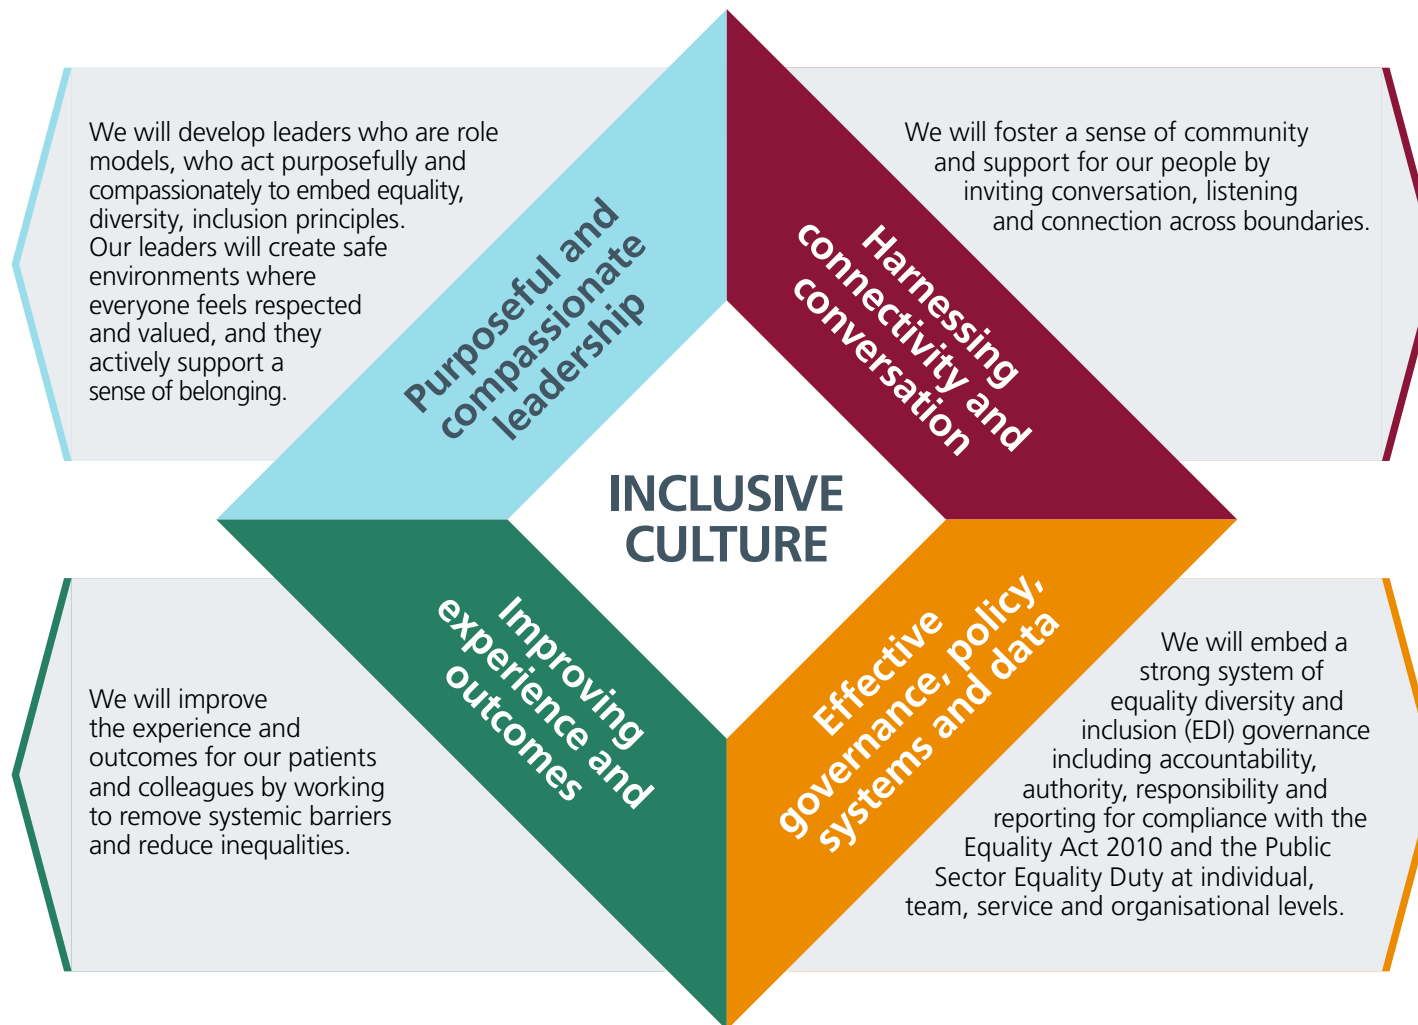 We will develop leaders who are role
models, who act purposefully and
compassionately to embed equality,
diversity, inclusion principles.
Our leaders will create safe
environments where
everyone feels respected
and valued, and they
actively support a
sense of belonging.
Purposeful and
compassionate
leadership
Harnessing
connectivity and
conversation
We will foster a sense of community
and support for our people by
inviting conversation, listening
and connection across boundaries.
INCLUSIVE
CULTURE
We will improve
the experience and
outcomes for our patients
and colleagues by working
to remove systemic barriers
and reduce inequalities.
Improving
experience and
outcomes
Effective
governance, policy,
systems and data
We will embed a
strong system of
equality diversity and
inclusion (EDI) governance
including accountability,
authority, responsibility and
reporting for compliance with the
Equality Act 2010 and the Public
Sector Equality Duty at individual,
team, service and organisational levels.